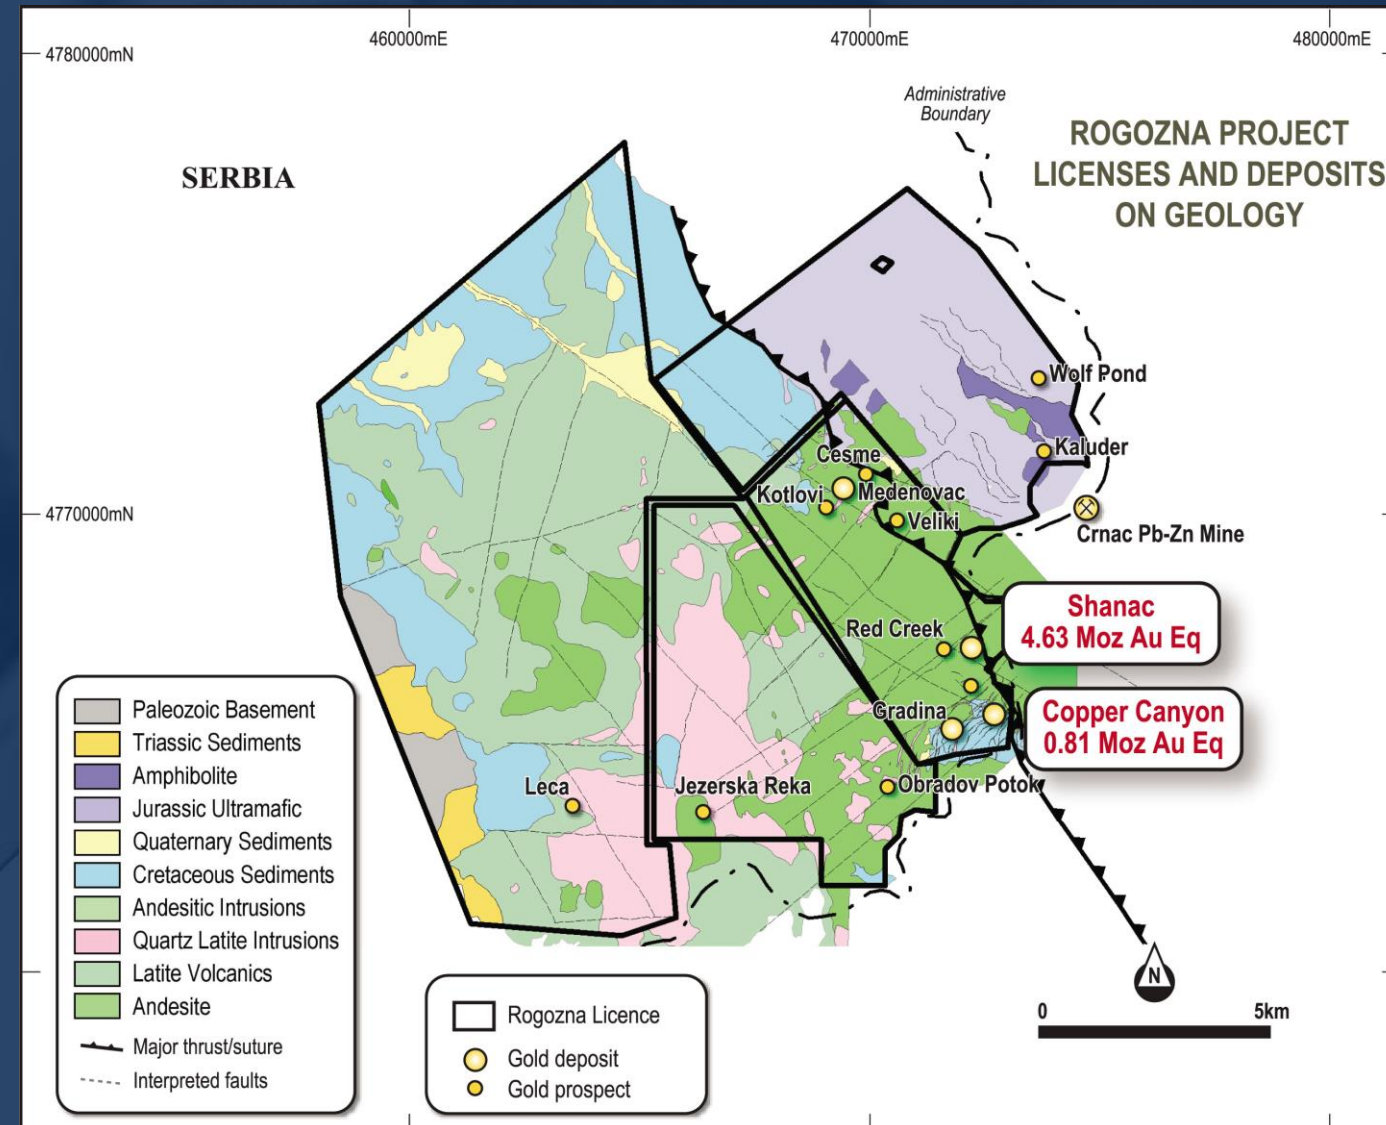 460000mE
470000mE
480000mE
4780000mN
Administrative
Boundary
ROGOZNA PROJECT
LICENSES AND DEPOSITS
ON GEOLOGY
SERBIA
Wolf Pond
Kaluder
Cesme
Kotlovi
Medenovac
Veliki
4770000mN
Crnac Pb-Zn Mine
Shanac
4.63 Moz Au Eq
Red Creek
Gradina
Copper Canyon
0.81 Moz Au Eq
Leca
Jezerska Reka
Obradov Potok
Paleozoic Basement
Triassic Sediments
Amphibolite
Jurassic Ultramafic
Quaternary Sediments
Cretaceous Sediments
Andesitic Intrusions
Quartz Latite Intrusions
Latite Volcanics
Andesite
Major thrust/suture
Interpreted faults
Rogozna Licence
Gold deposit
Gold prospect
N
0
5km